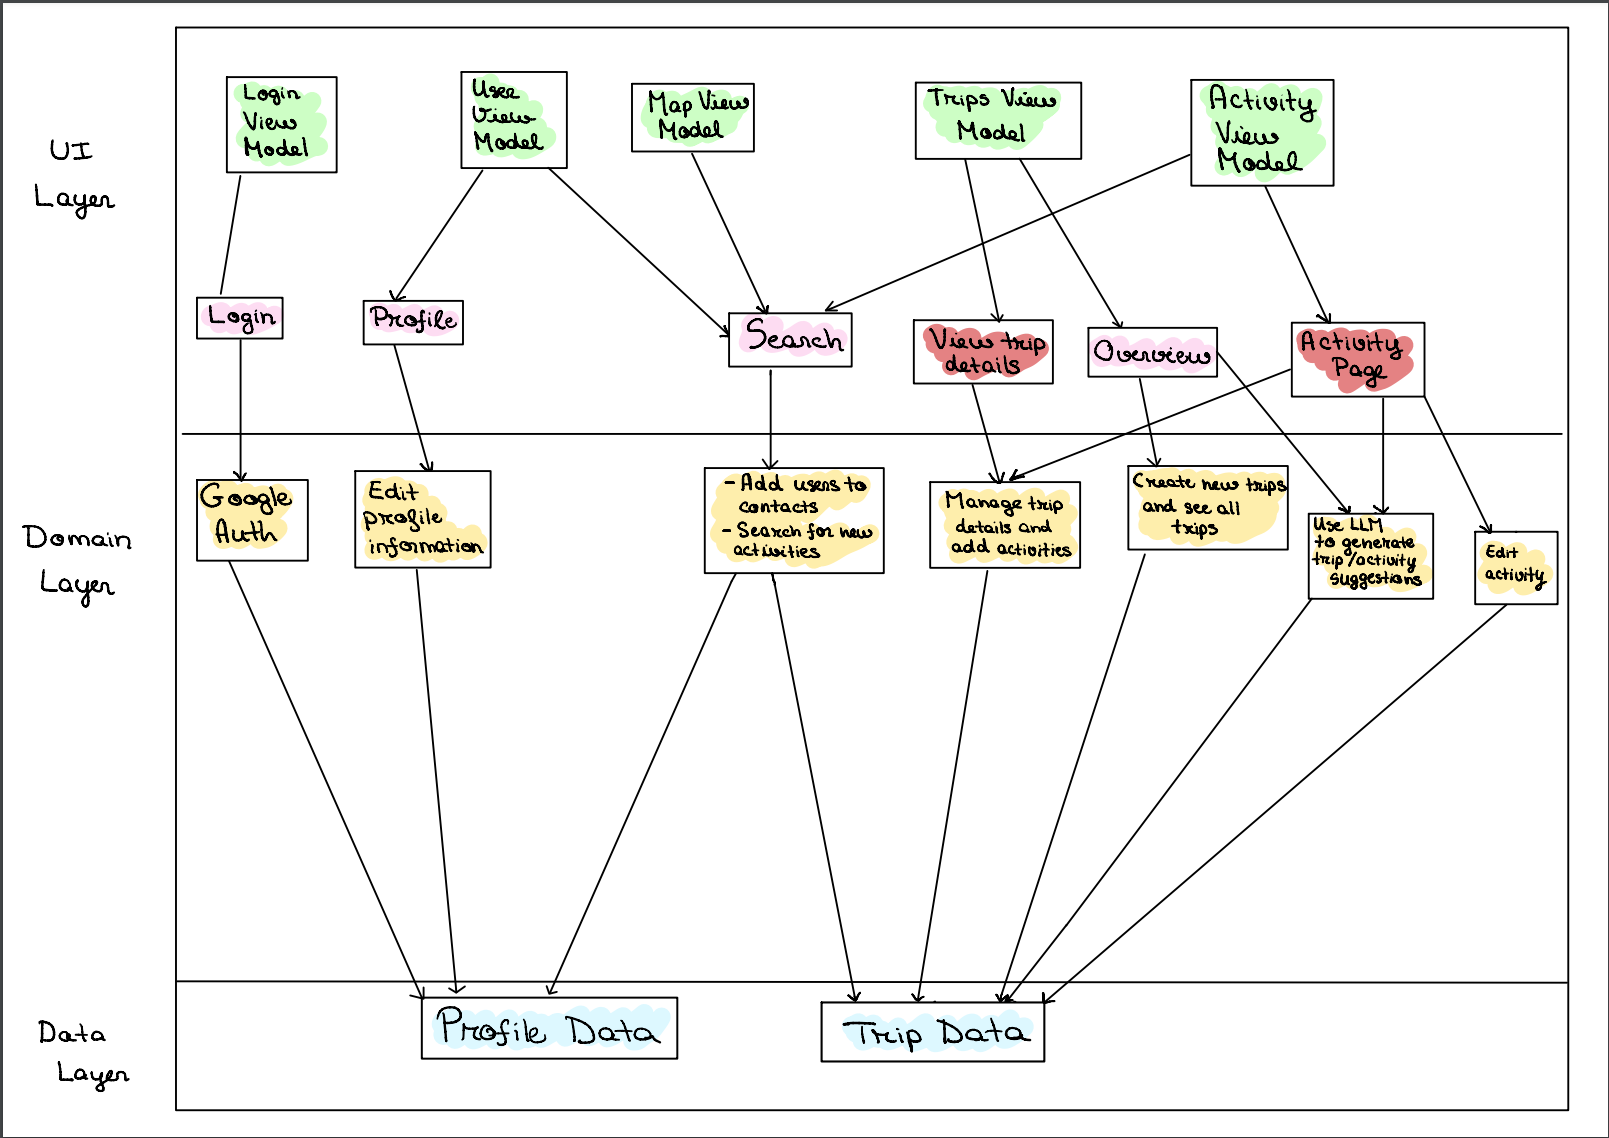 UI
Layer
Login
View
Model
User
View
Model
Map View
Model
Trips View
Model
Activity
View
Model
Login
Profile
Search
View trip
details
Overview
Activity
Page
Domain
Layer
Google
Auth
Edit
profile
information
- Add users to
contacts
- Search for new
activities
Manage trip
details and
add activities
Create new trips
and see all
trips
Use LLM
to generate
trip/activity
suggestions
Edit
activity
Data
Layer
Profile Data
Trip Data